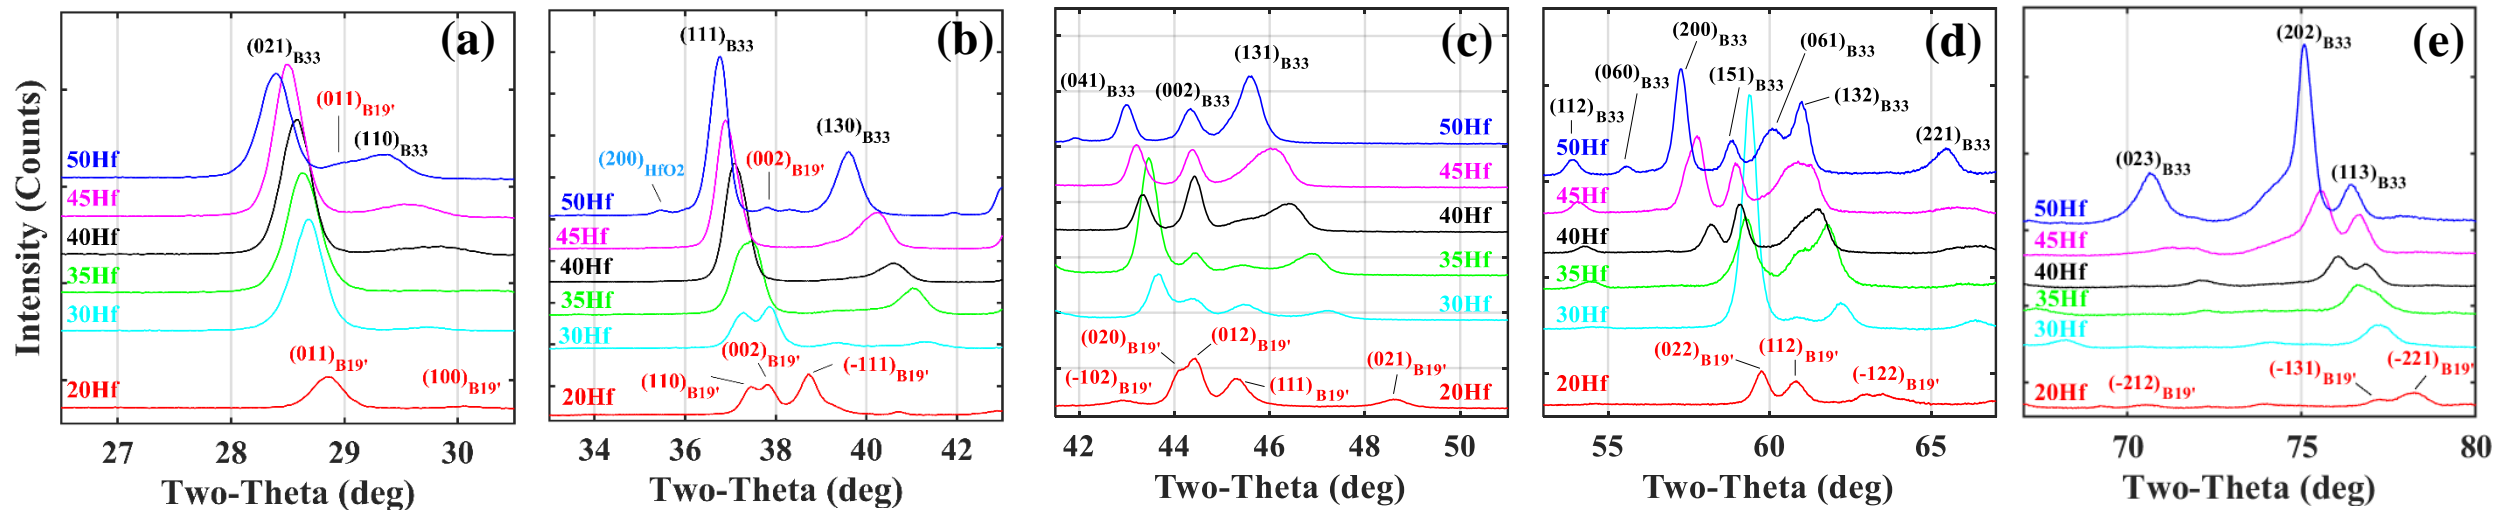 Intensity (Counts)
(a)
(021)B33
(011)B19'
(110)B33
50Hf
45Hf
40Hf
35Hf
30Hf
(011)B19'
(100)B19'
20Hf
27 28 29 30
Two-Theta (deg)
(b)
(111)B33
(130)B33
(200)HfO2
(002)B19'
50Hf
45Hf
40Hf
35Hf
30Hf
(002)B19'
(110)B19'
(-111)B19'
20Hf
34 36 38 40 42
Two-Theta (deg)
(c)
(131)B33
(041)B33
(002)B33
50Hf
45Hf
40Hf
35Hf
30Hf
(020)B19'
(012)B19'
(-102)B19'
(111)B19'
(021)B19'
20Hf
42 44 46 48 50
Two-Theta (deg)
(d)
(200)B33
(061)B33
(060)B33
(151)B33
(112)B33
(132)B33
(221)B33
50Hf
45Hf
40Hf
35Hf
30Hf
(022)B19'
(112)B19'
(-122)B19'
20Hf
55 60 65
Two-Theta (deg)
(e)
(202)B33
(023)B33
(113)B33
50Hf
45Hf
40Hf
35Hf
30Hf
(-221)B19'
(-131)B19'
(-212)B19'
20Hf
70 75 80
Two-Theta (deg)